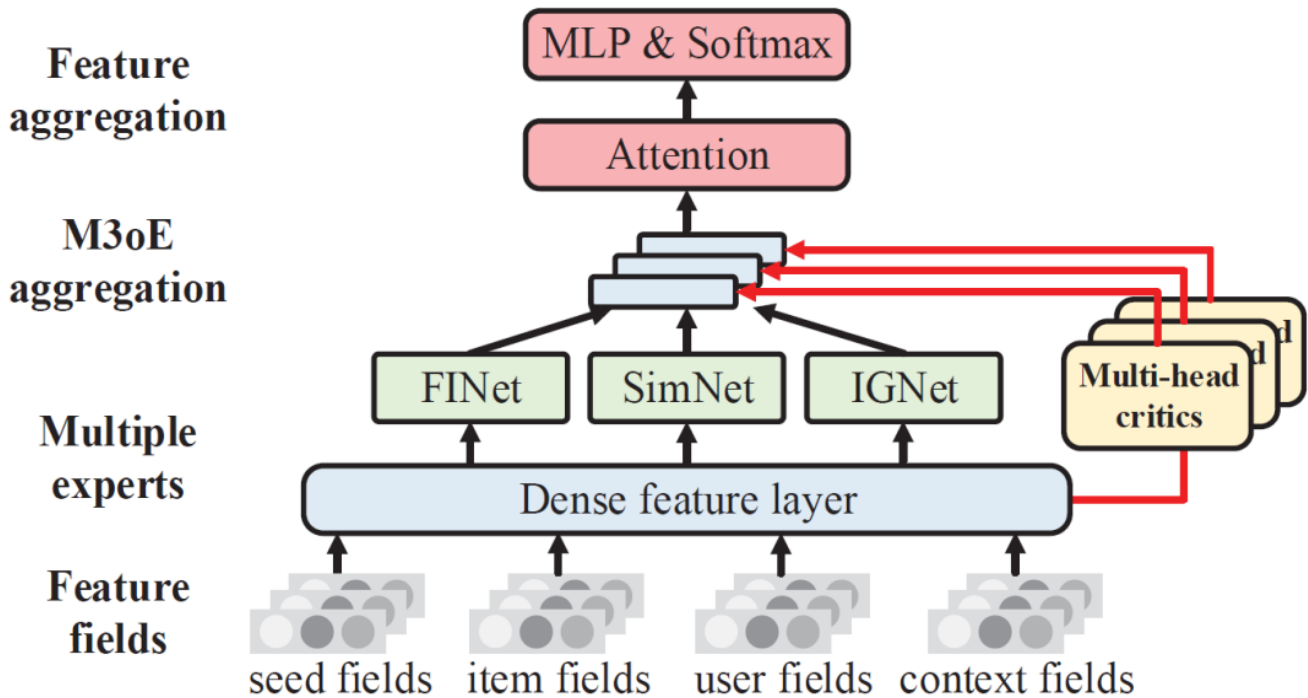 Feature
aggregation
MLP & Softmax
Attention
M3oE
aggregation
Multiple
experts
FINet
SimNet
IGNet
Multi-head
critics
d
d
Dense feature layer
Feature
fields
seed fields
item fields
user fields
context fields